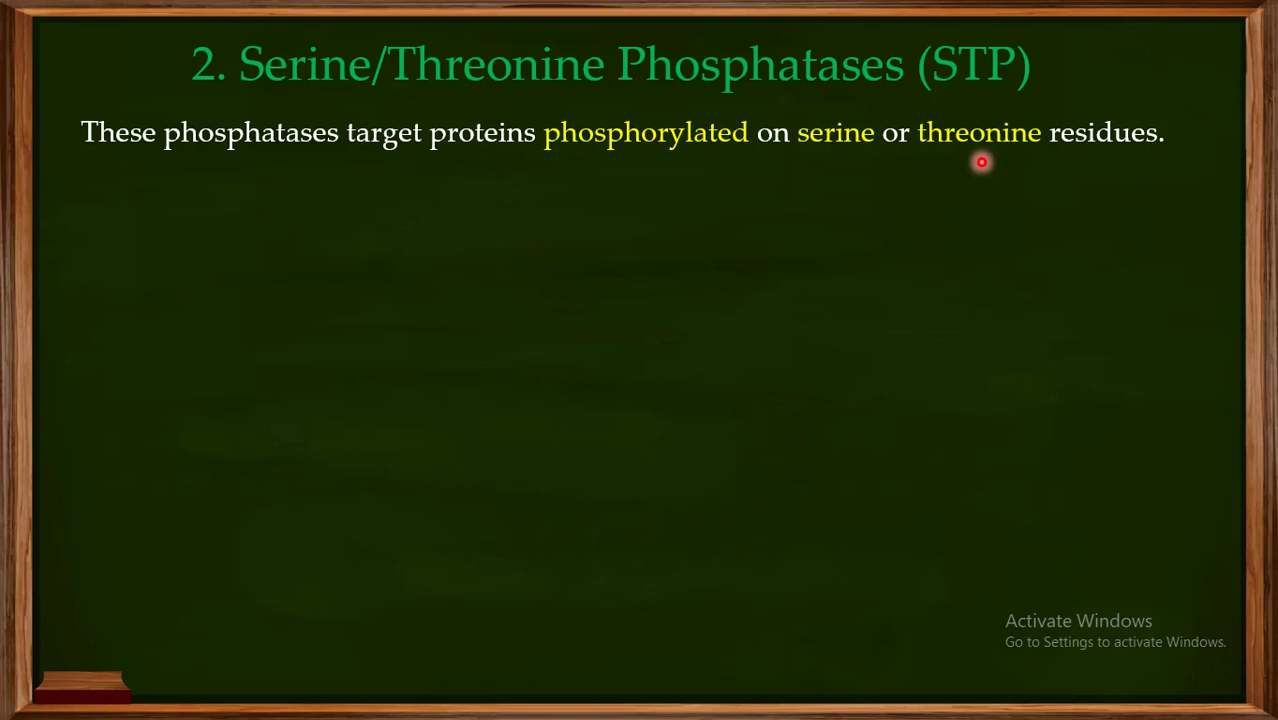 2. Serine/Threonine Phosphatases (STP)
These phosphatases target proteins phosphorylated on serine or threonine residues.
Activate Windows
Go to Settings to activate Windows.